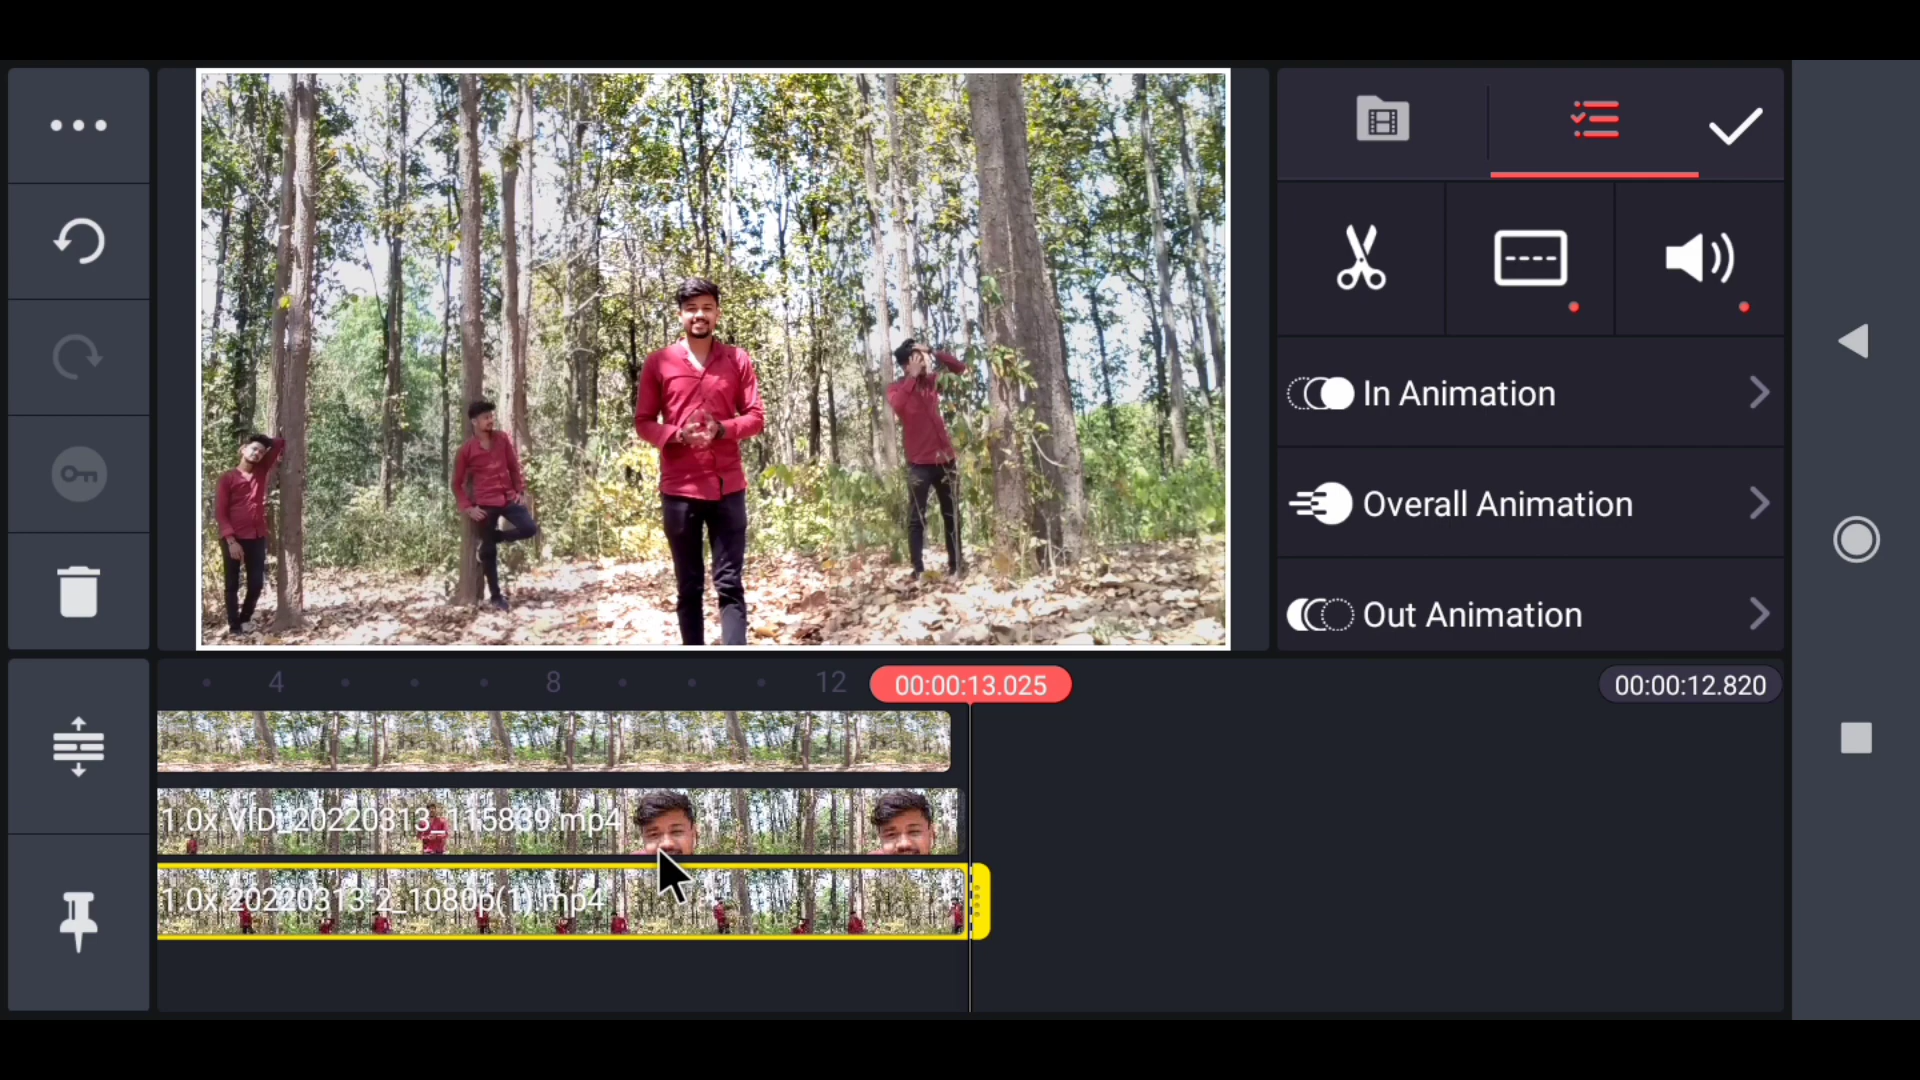 In Animation
Overall Animation
Out Animation
4
8
12
00:00:13.025
00:00:12.820
1.0x VID_20220313_115839.mp4
1.0x 20220313-2_1080p(1).mp4